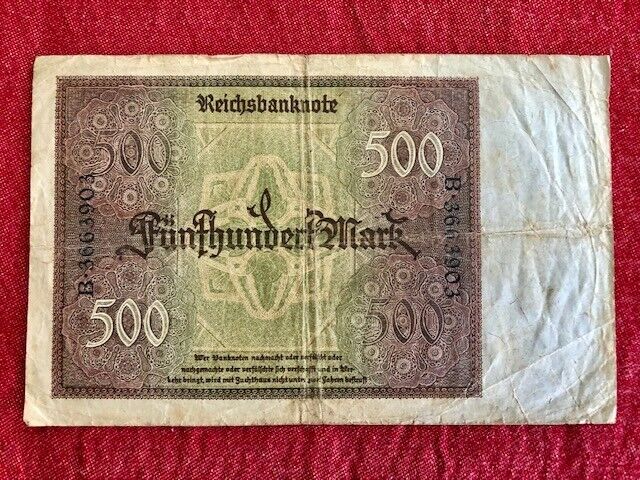 Reichsbanknote
500
500
B·3663903
B·3663903
Fünfhundert Mark
500
500
Wer Banknoten nachmacht oder verfälscht oder
nachgemachte oder verfälschte sich verschafft und in Ver-
kehr bringt, wird mit Zuchthaus nicht unter zwei Jahren bestraft